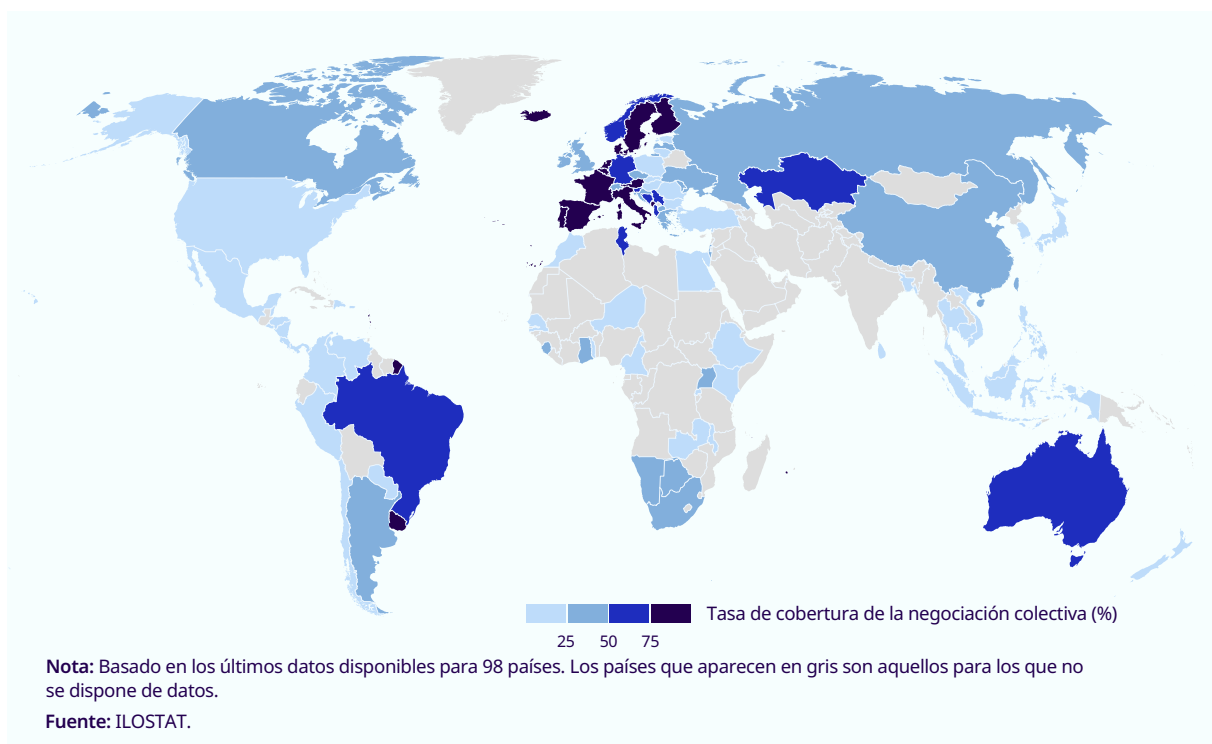 Tasa de cobertura de la negociación colectiva (%)
25 50 75
Nota: Basado en los últimos datos disponibles para 98 países. Los países que aparecen en gris son aquellos para los que no
se dispone de datos.
Fuente: ILOSTAT.